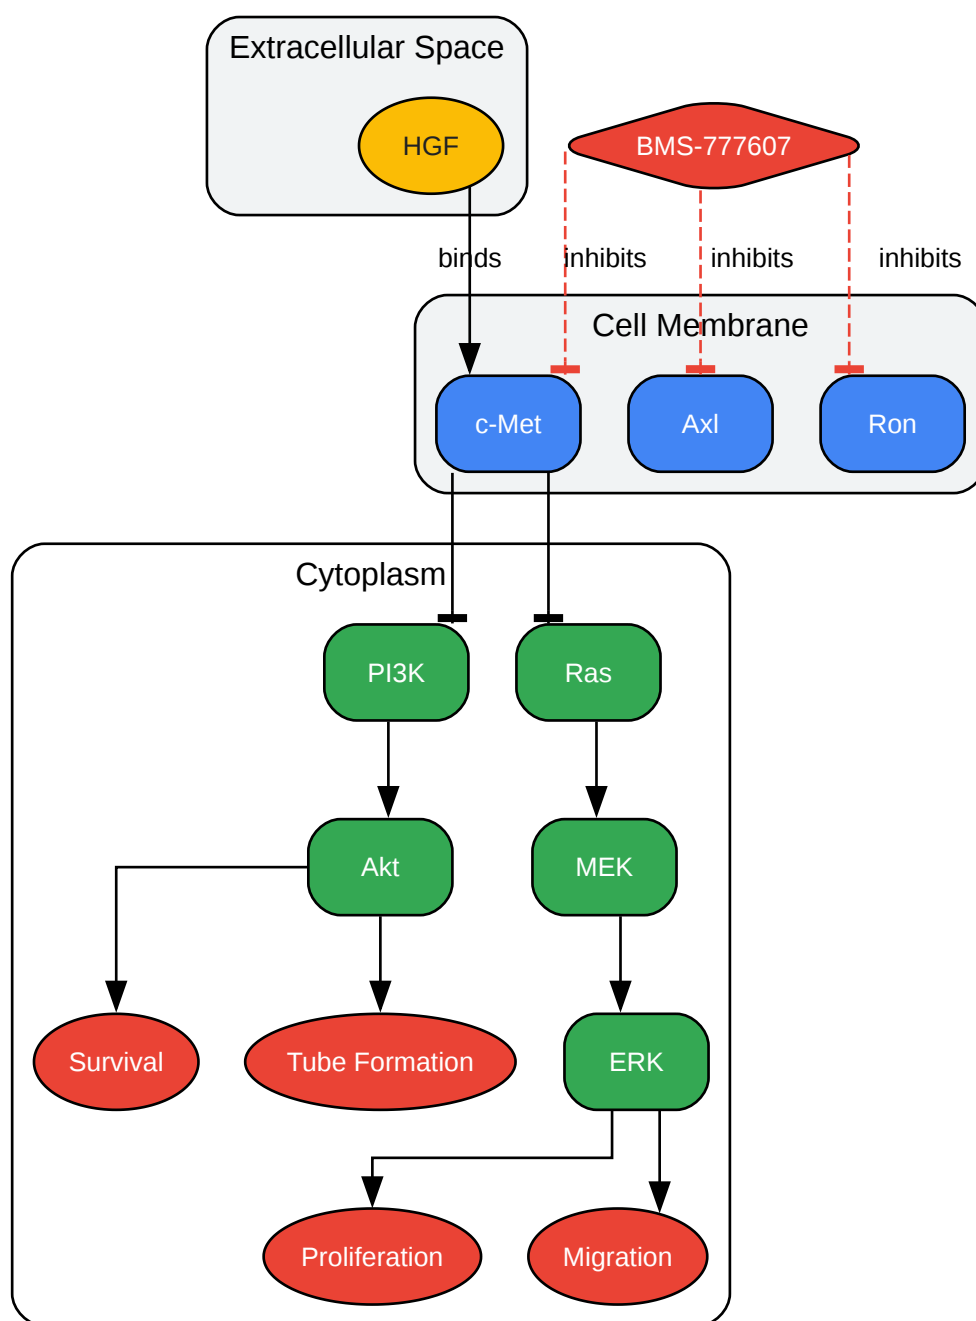 Extracellular Space
HGF
BMS-777607
binds
inhibits
inhibits
inhibits
Cell Membrane
c-Met
Axl
Ron
Cytoplasm
PI3K
Ras
Akt
MEK
Survival
Tube Formation
ERK
Proliferation
Migration